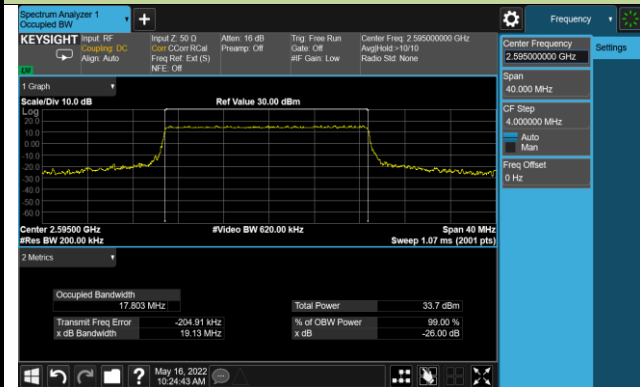 Spectrum Analyzer 1
Occupied BW
+
Frequency
KEYSIGHT
Input: RF
Coupling: DC
Align: Auto
Input Z: 50 Ω
Corr CCorr RCal
Freq Ref: Ext (S)
NFE: Off
Atten: 16 dB
Preamp: Off
Trig: Free Run
Gate: Off
#IF Gain: Low
Center Freq: 2.595000000 GHz
Avg|Hold:>10/10
Radio Std: None
Center Frequency
2.595000000 GHz
Settings
Span
40.000 MHz
CF Step
4.000000 MHz
Auto
Man
Freq Offset
0 Hz
1 Graph
Scale/Div 10.0 dB
Ref Value 30.00 dBm
Log
20.0
10.0
0.00
-10.0
-20.0
-30.0
-40.0
-50.0
-60.0
Center 2.59500 GHz
#Video BW 620.00 kHz
Span 40 MHz
#Res BW 200.00 kHz
Sweep 1.07 ms (2001 pts)
2 Metrics
Occupied Bandwidth
17.803 MHz
Total Power 33.7 dBm
Transmit Freq Error -204.91 kHz
% of OBW Power 99.00 %
x dB Bandwidth 19.13 MHz
x dB -26.00 dB
?
May 16, 2022
10:24:43 AM